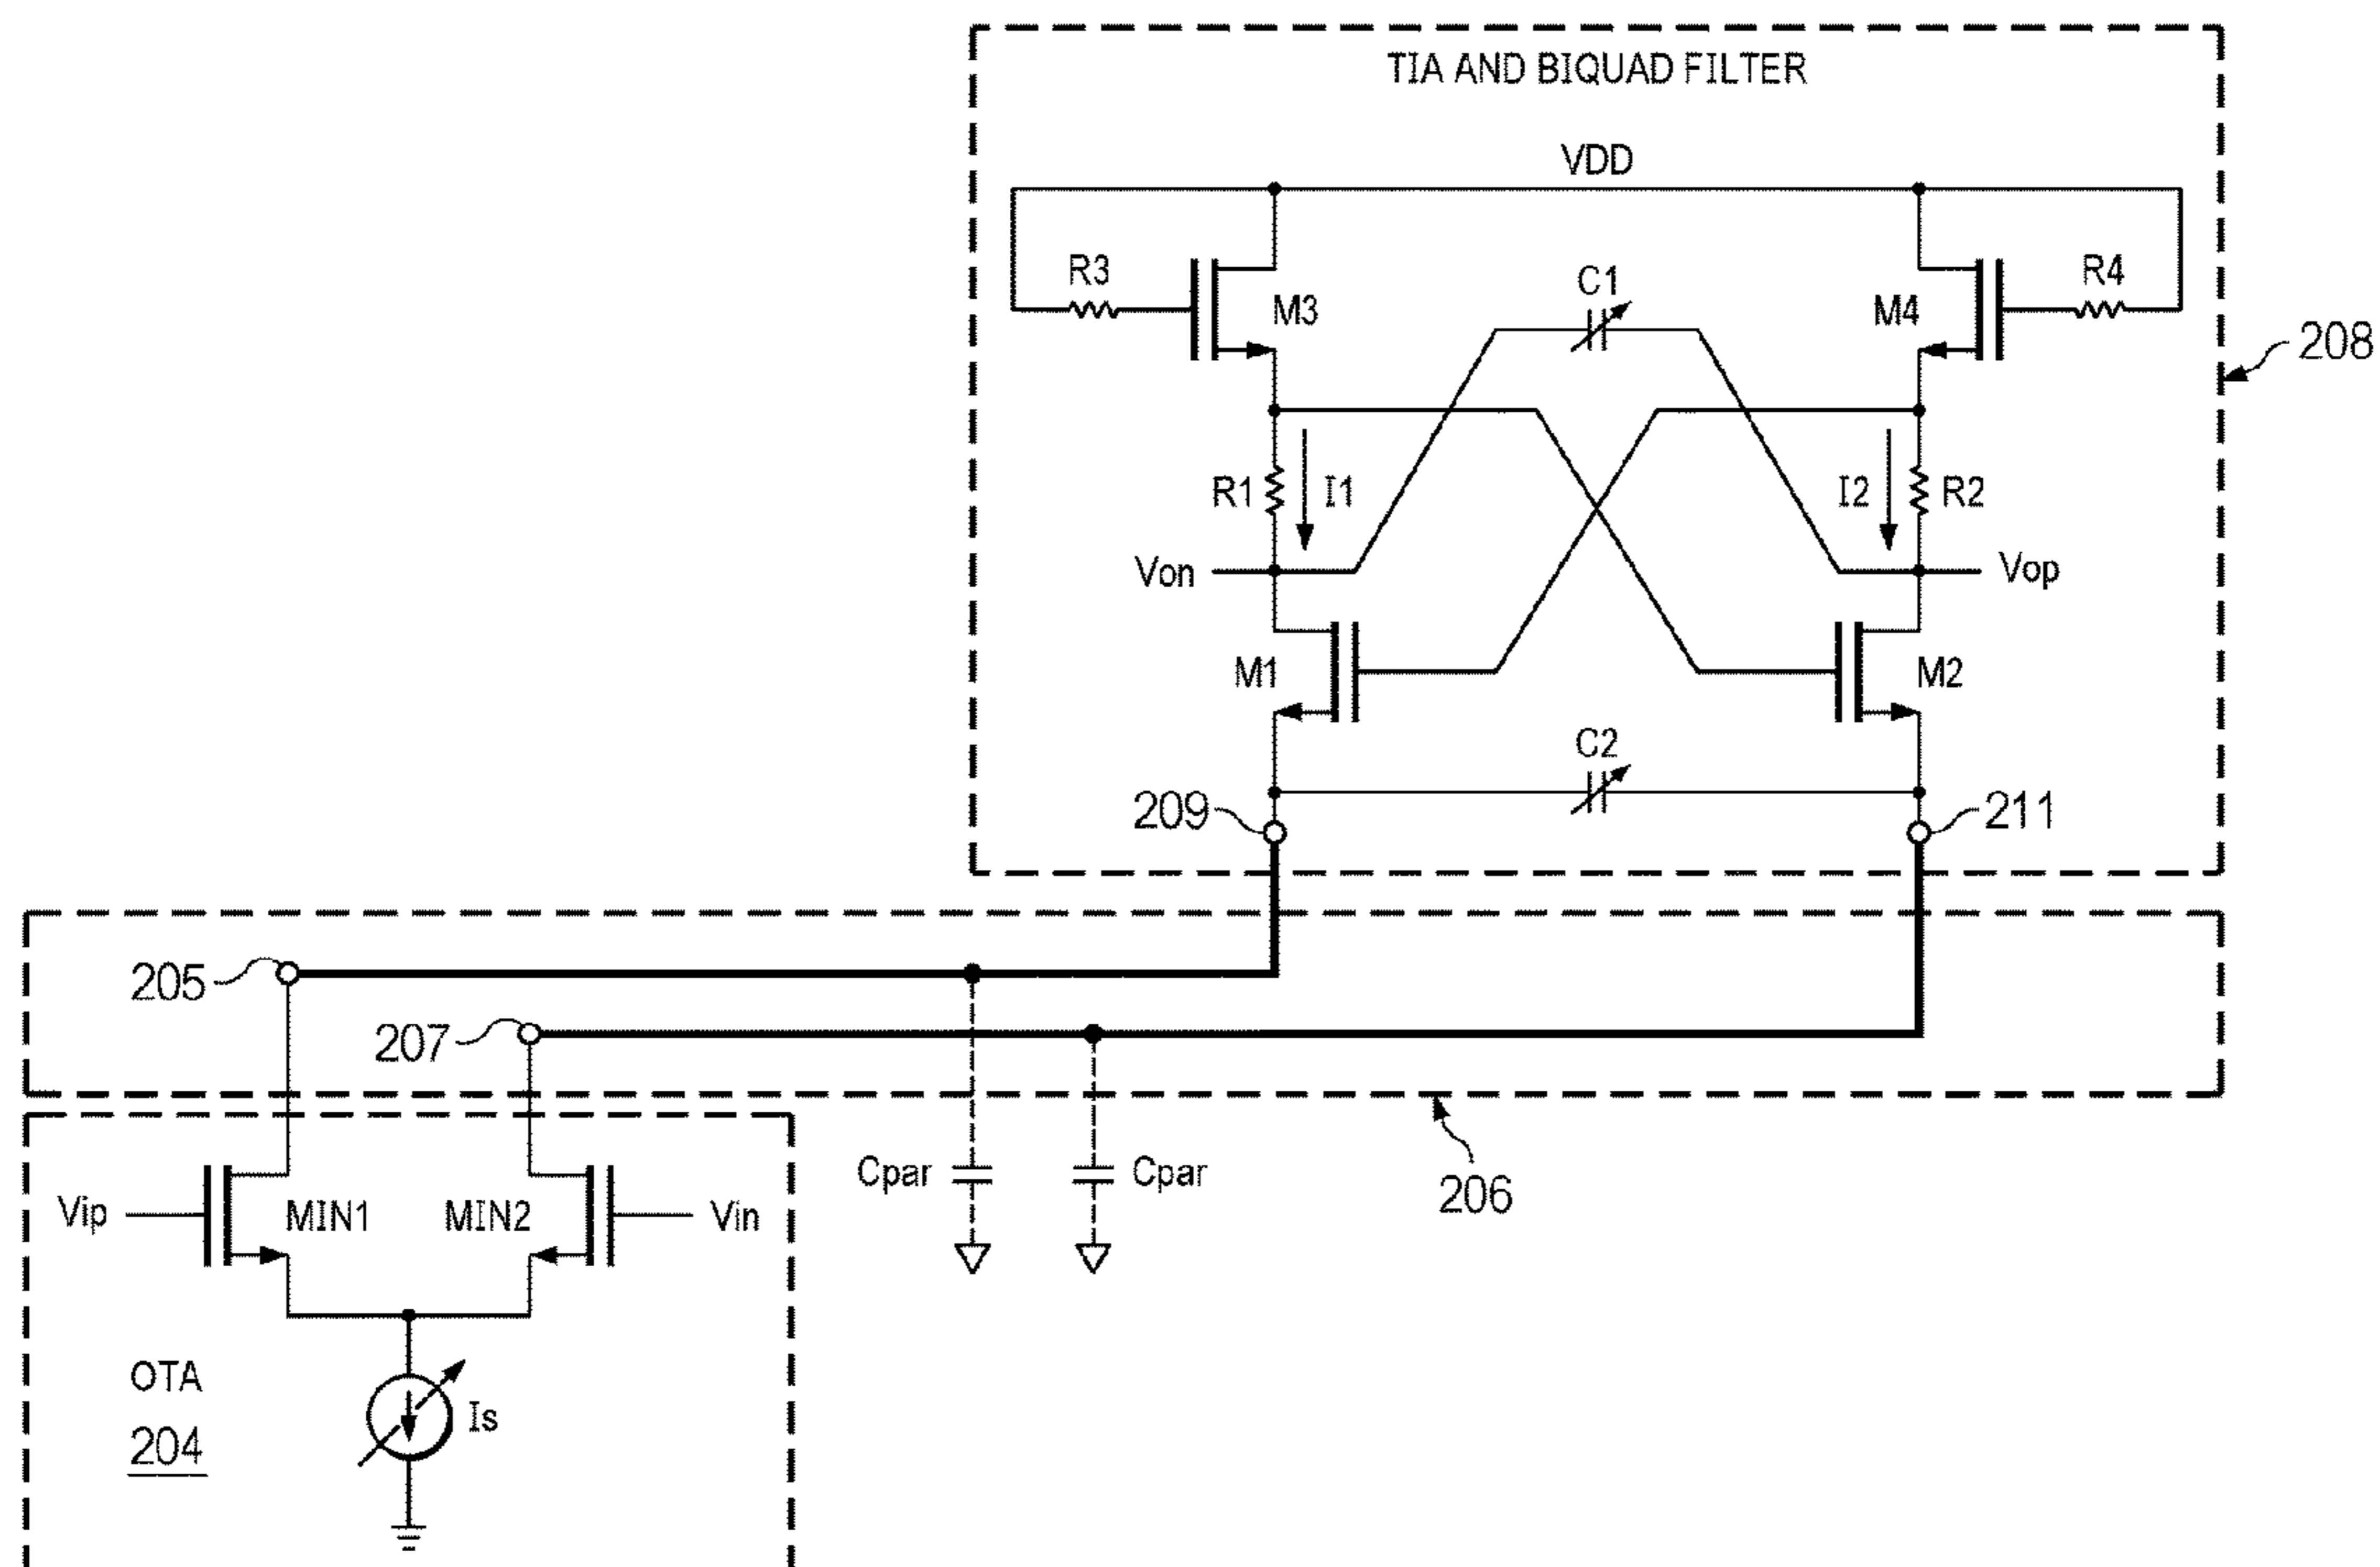 TIA AND BIQUAD FILTER
VDD
R3
C1
R4
M3
M4
208
R1
I1
I2
R2
Von
Vop
M1
M2
C2
209
211
205
207
Cpar
Cpar
206
Vip
MIN1
MIN2
Vin
OTA
Is
204